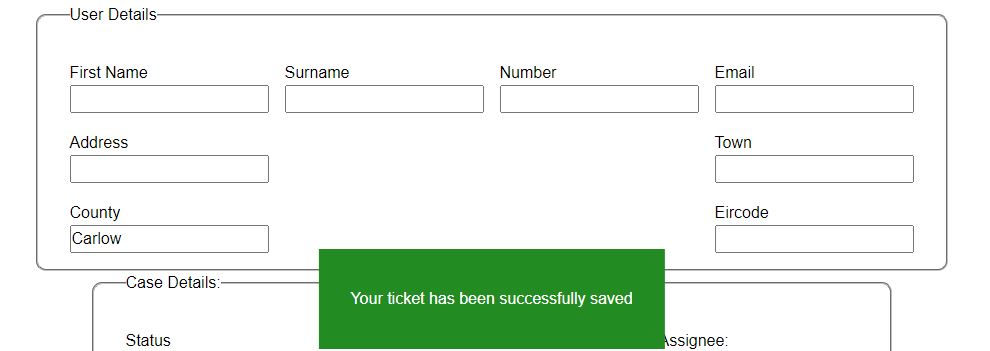 User Details
First Name Surname Number Email
Address Town
County Eircode
Carlow
Case Details:
Your ticket has been successfully saved
Status Assignee: